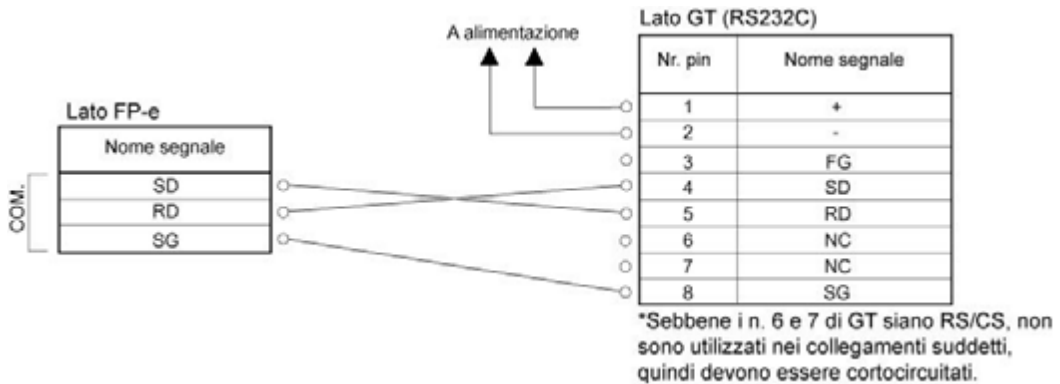 Lato GT (RS232C)
A alimentazione
Nr. pin Nome segnale
1 +
2 -
3 FG
4 SD
5 RD
6 NC
7 NC
8 SG
Lato FP-e
Nome segnale
COM.
SD
RD
SG
*Sebbene i n. 6 e 7 di GT siano RS/CS, non
sono utilizzati nei collegamenti suddetti,
quindi devono essere cortocircuitati.